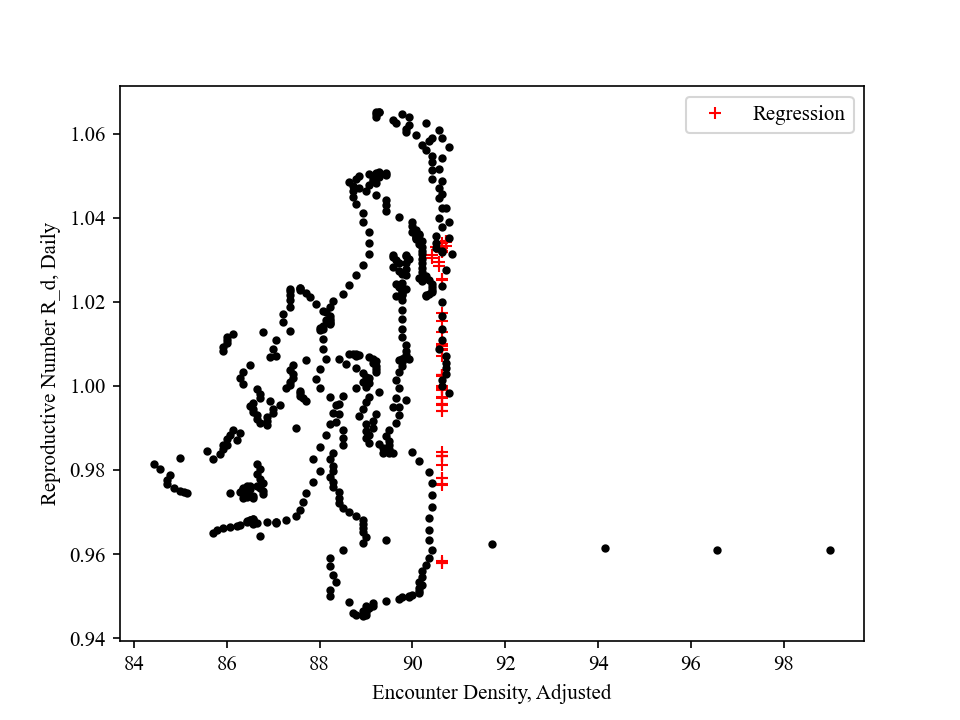 Regression
1.06
1.04
1.02
1.00
0.98
0.96
0.94
Reproductive Number R_d, Daily
84 86 88 90 92 94 96 98
Encounter Density, Adjusted